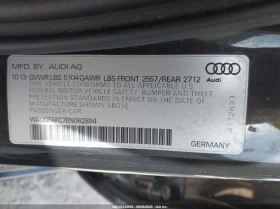 MFD BY: AUDI AG
10 13 GVWR LBS 5104 GAWR LBS FRONT 2557/REAR 2712
THIS VEHICLE CONFORMS TO ALL APPLICABLE
FEDERAL MOTOR VEHICLE SAFETY, BUMPER AND THEFT
PREVENTION STANDARDS IN EFFECT ON THE DATE OF
MANUFACTURE SHOWN ABOVE.
PASSENGER CAR
Audi
GERMANY